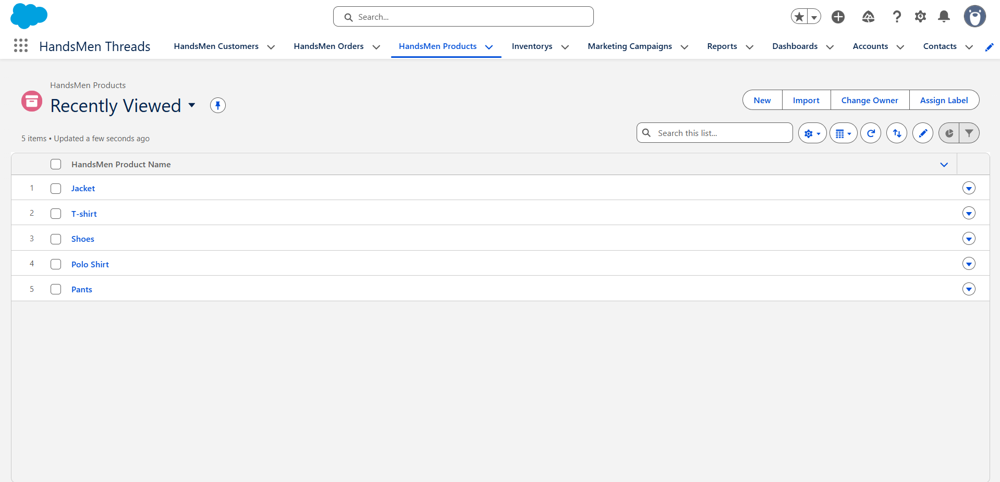 Search...
HandsMen Threads
HandsMen Customers
HandsMen Orders
HandsMen Products
Inventorys
Marketing Campaigns
Reports
Dashboards
Accounts
Contacts
HandsMen Products
Recently Viewed
New
Import
Change Owner
Assign Label
5 items • Updated a few seconds ago
Search this list...
HandsMen Product Name
1 Jacket
2 T-shirt
3 Shoes
4 Polo Shirt
5 Pants